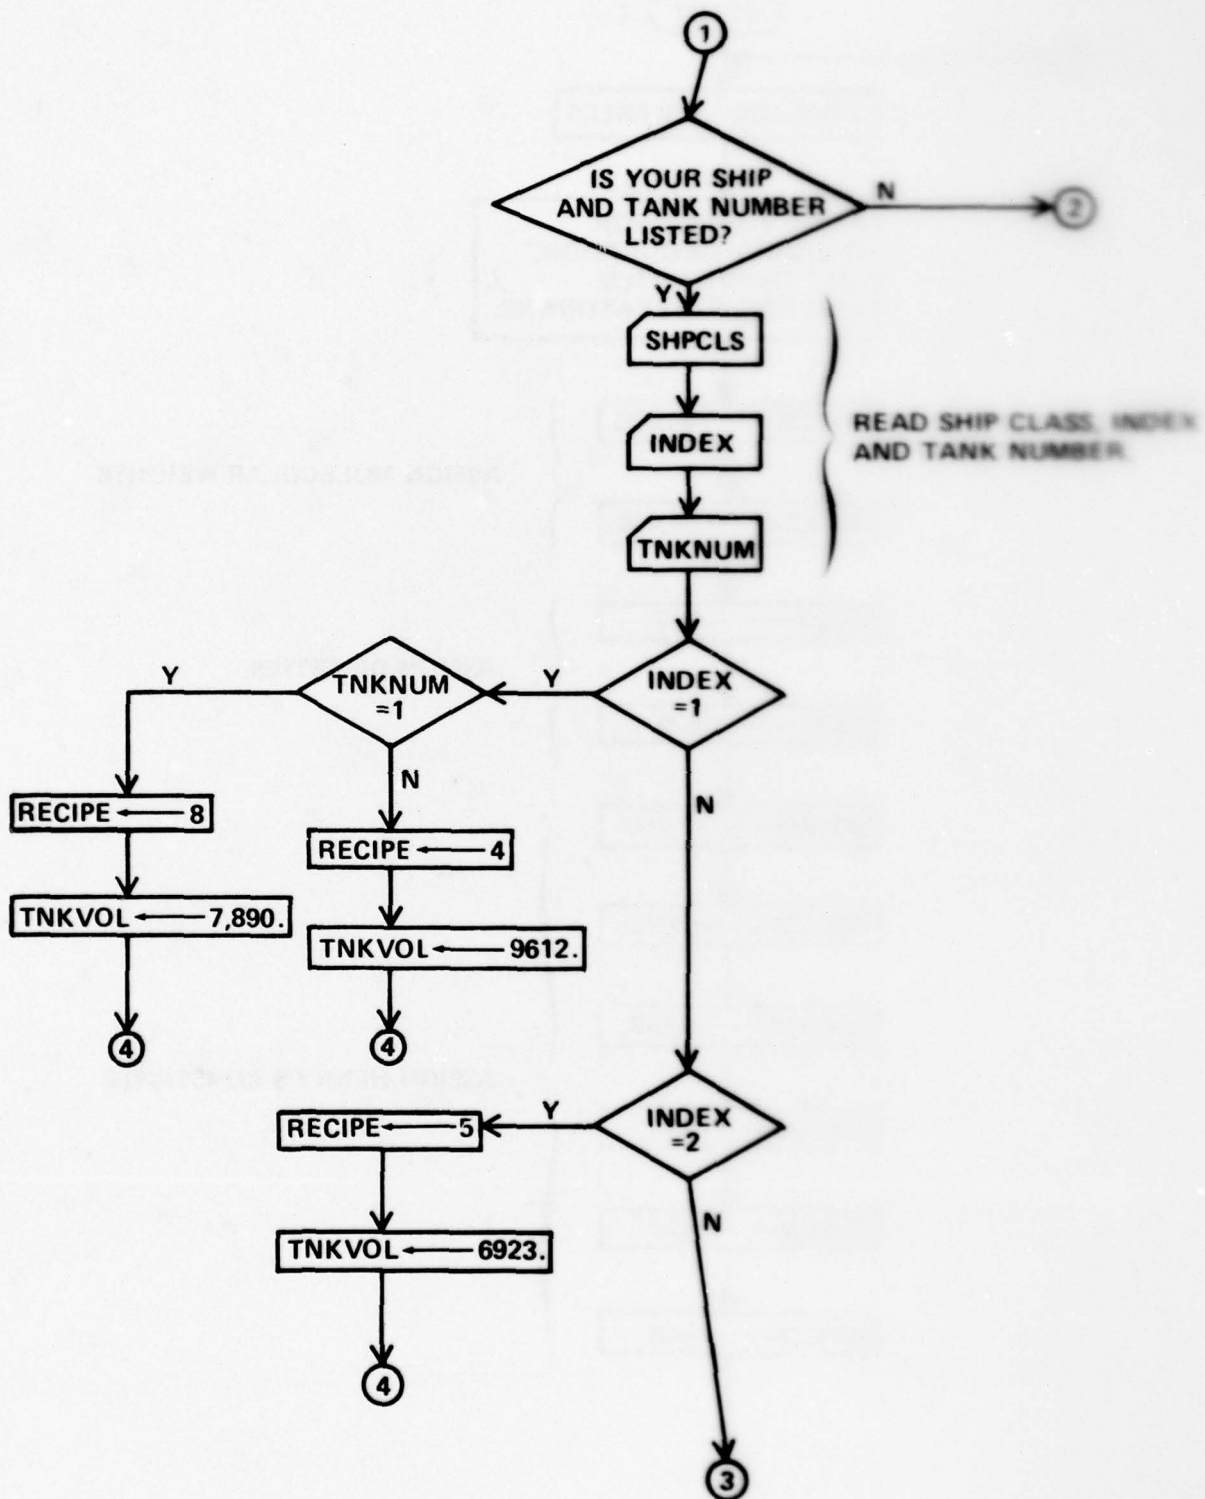 1
IS YOUR SHIP
AND TANK NUMBER
LISTED?
N
2
Y
SHPCLS
INDEX
TNKNUM
READ SHIP CLASS, INDEX
AND TANK NUMBER.
INDEX
=1
Y
TNKNUM
=1
Y
RECIPE ← 8
TNKVOL ← 7,890.
4
N
RECIPE ← 4
TNKVOL ← 9612.
4
N
INDEX
=2
Y
RECIPE ← 5
TNKVOL ← 6923.
4
N
3